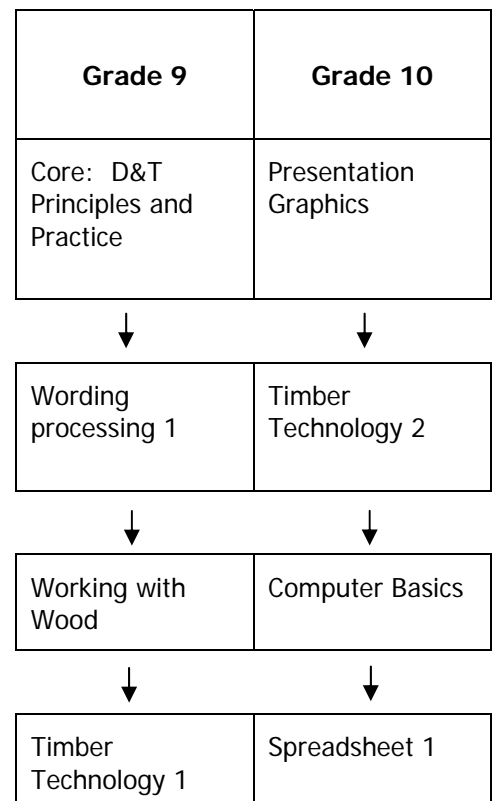 Grade 9
Grade 10
Core: D&T
Principles and
Practice
Presentation
Graphics
Wording
processing 1
Timber
Technology 2
Working with
Wood
Computer Basics
Timber
Technology 1
Spreadsheet 1